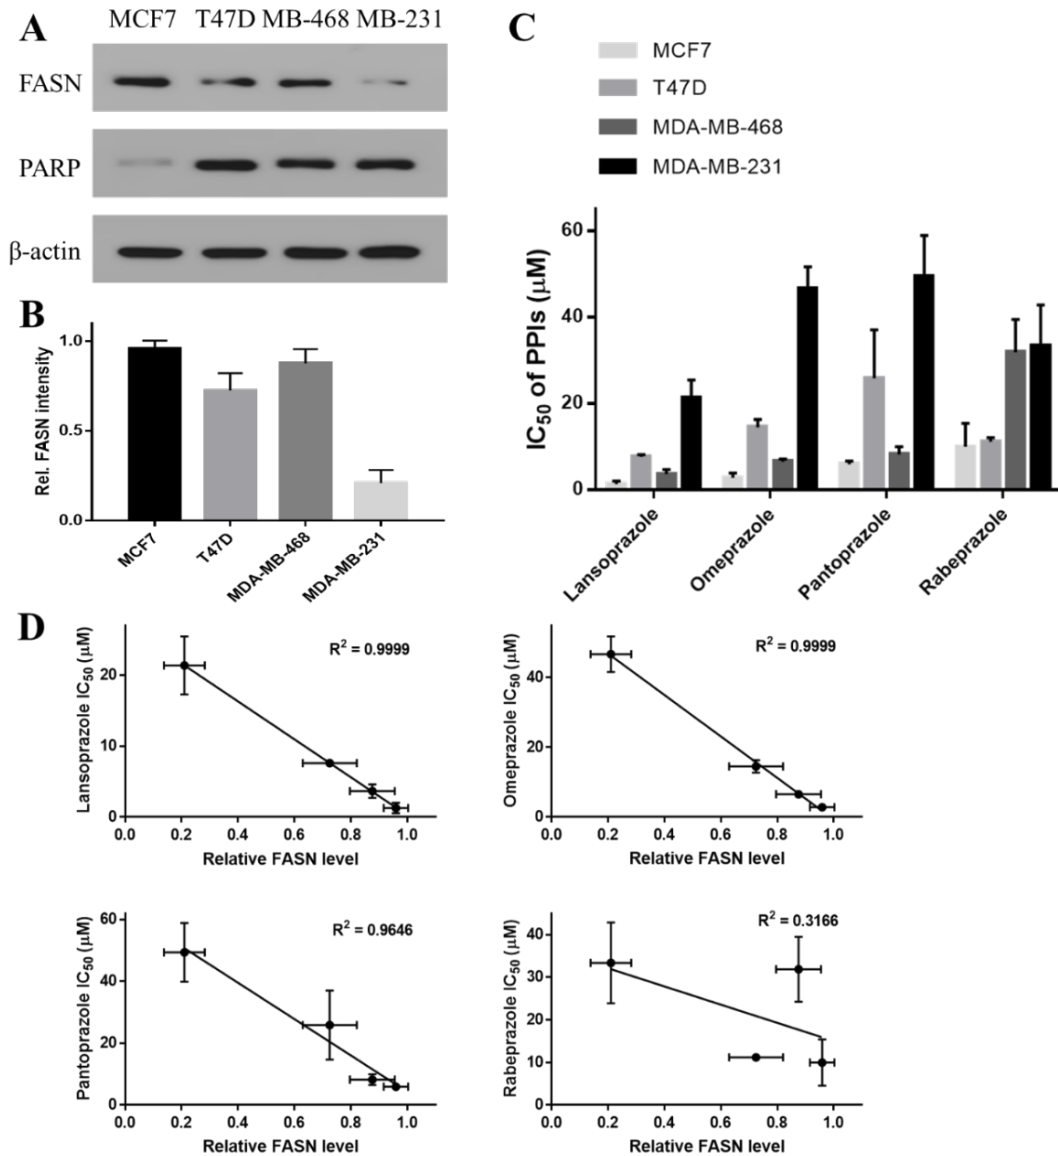 A
MCF7 T47D MB-468 MB-231
FASN
PARP
β-actin
B
Rel. FASN intensity
1.0
0.5
0.0
MCF7
T47D
MDA-MB-468
MDA-MB-231
C
MCF7
T47D
MDA-MB-468
MDA-MB-231
IC50 of PPIs (μM)
60
40
20
0
Lansoprazole
Omeprazole
Pantoprazole
Rabeprazole
D
Lansoprazole IC50 (μM)
R2 = 0.9999
20
10
0
0.0 0.2 0.4 0.6 0.8 1.0
Relative FASN level
Omeprazole IC50 (μM)
R2 = 0.9999
40
20
0
0.0 0.2 0.4 0.6 0.8 1.0
Relative FASN level
Pantoprazole IC50 (μM)
R2 = 0.9646
60
40
20
0
0.0 0.2 0.4 0.6 0.8 1.0
Relative FASN level
Rabeprazole IC50 (μM)
R2 = 0.3166
40
30
20
10
0
0.0 0.2 0.4 0.6 0.8 1.0
Relative FASN level